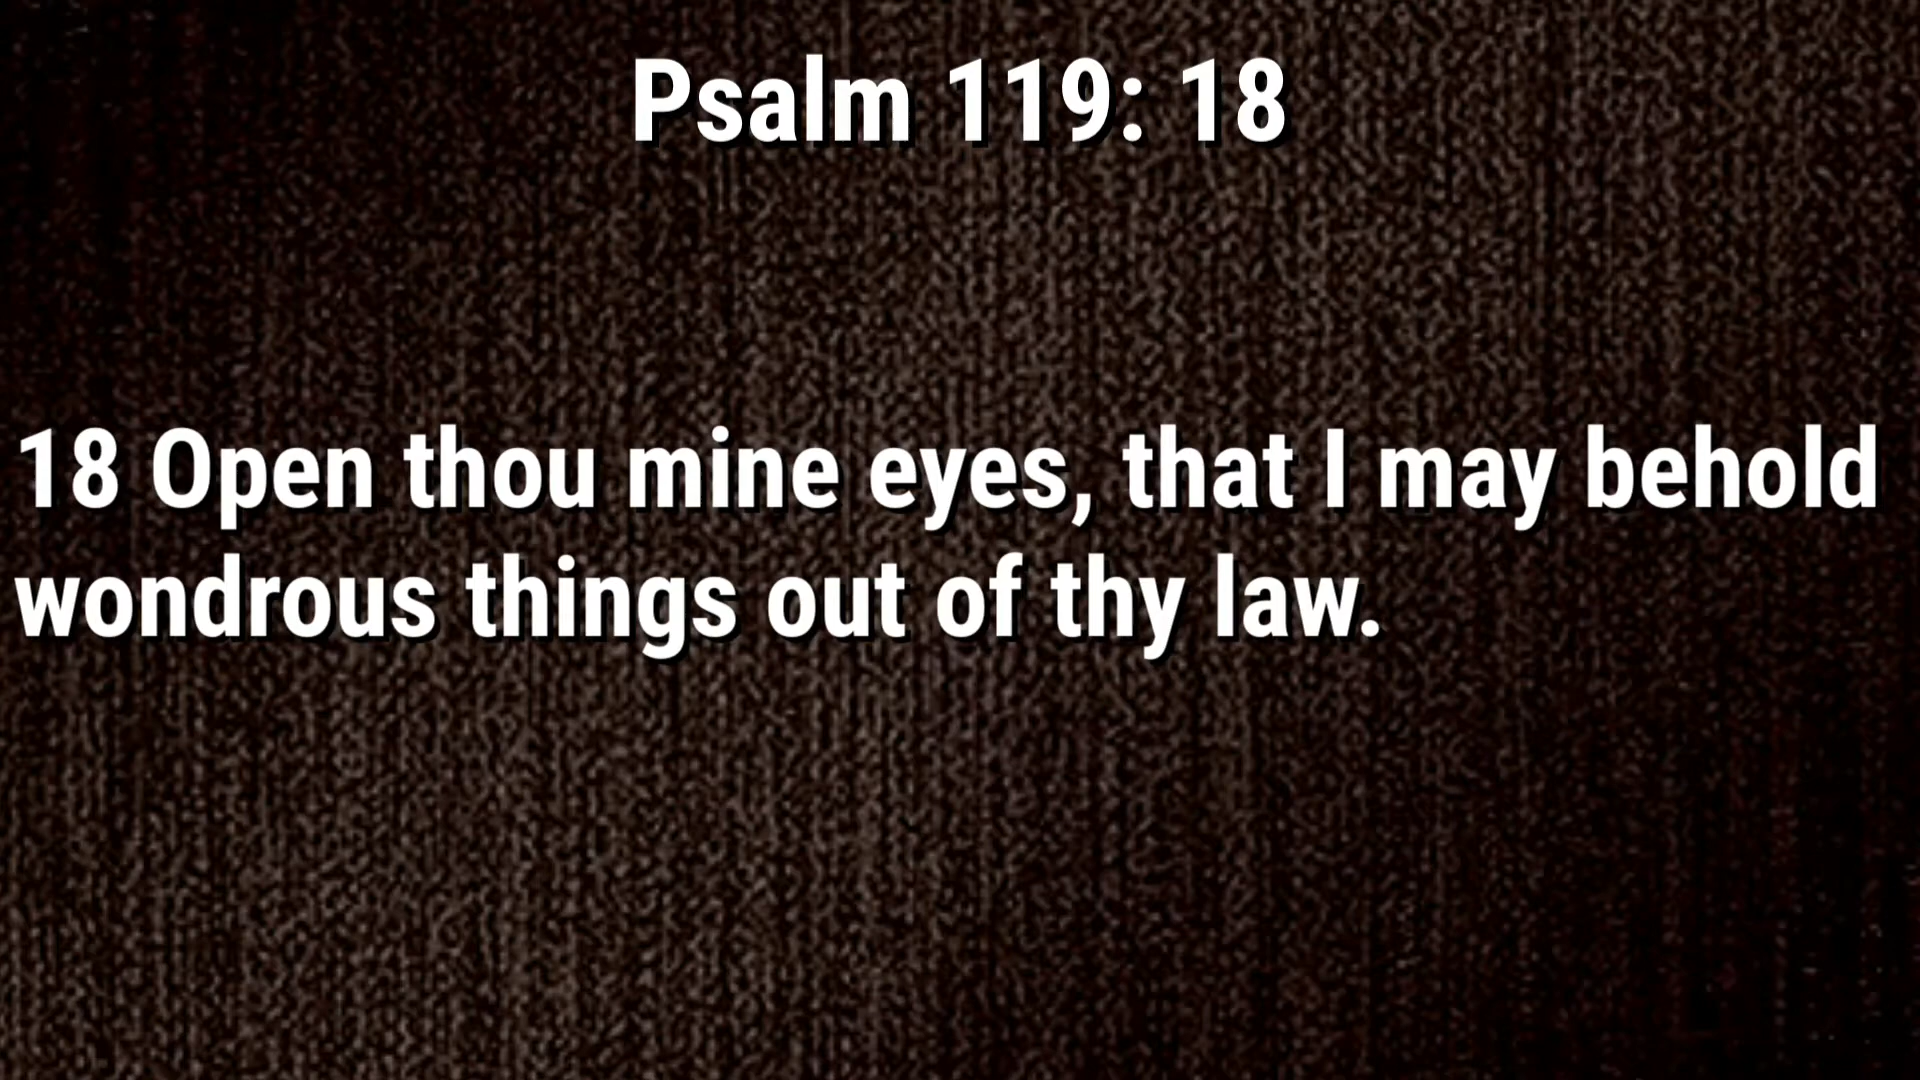 Psalm 119: 18
18 Open thou mine eyes, that I may behold
wondrous things out of thy law.